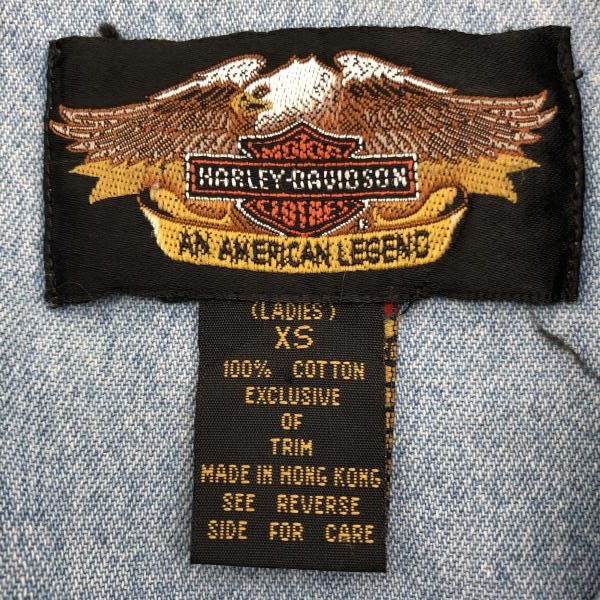 MOTOR
HARLEY-DAVIDSON
CLOTHES
AN AMERICAN LEGEND
(LADIES)
XS
100% COTTON
EXCLUSIVE
OF
TRIM
MADE IN HONG KONG
SEE REVERSE
SIDE FOR CARE